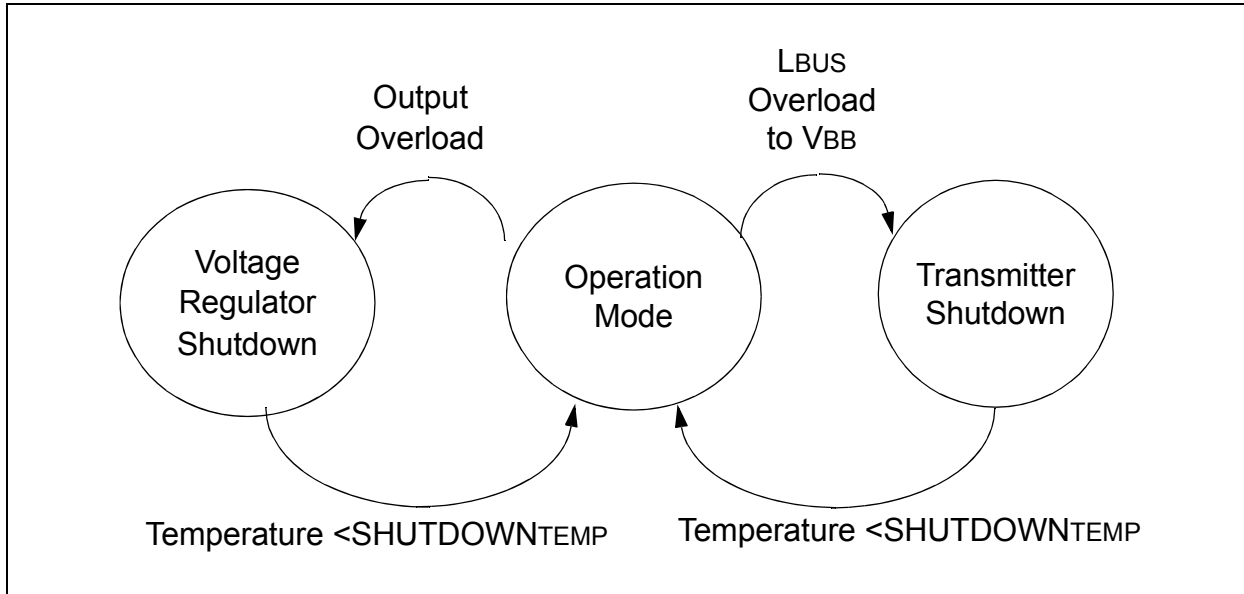 Output
Overload
LBUS
Overload
to VBB
Voltage
Regulator
Shutdown
Operation
Mode
Transmitter
Shutdown
Temperature <SHUTDOWNTEMP
Temperature <SHUTDOWNTEMP